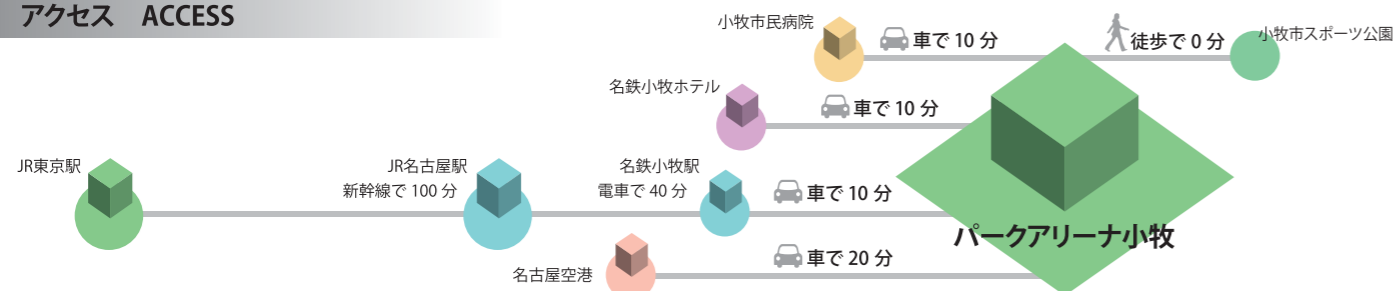 アクセス ACCESS
小牧市民病院
車で 10 分
徒歩で 0 分
小牧市スポーツ公園
名鉄小牧ホテル
車で 10 分
JR東京駅
JR名古屋駅
新幹線で 100 分
名鉄小牧駅
電車で 40 分
車で 10 分
パークアリーナ小牧
名古屋空港
車で 20 分